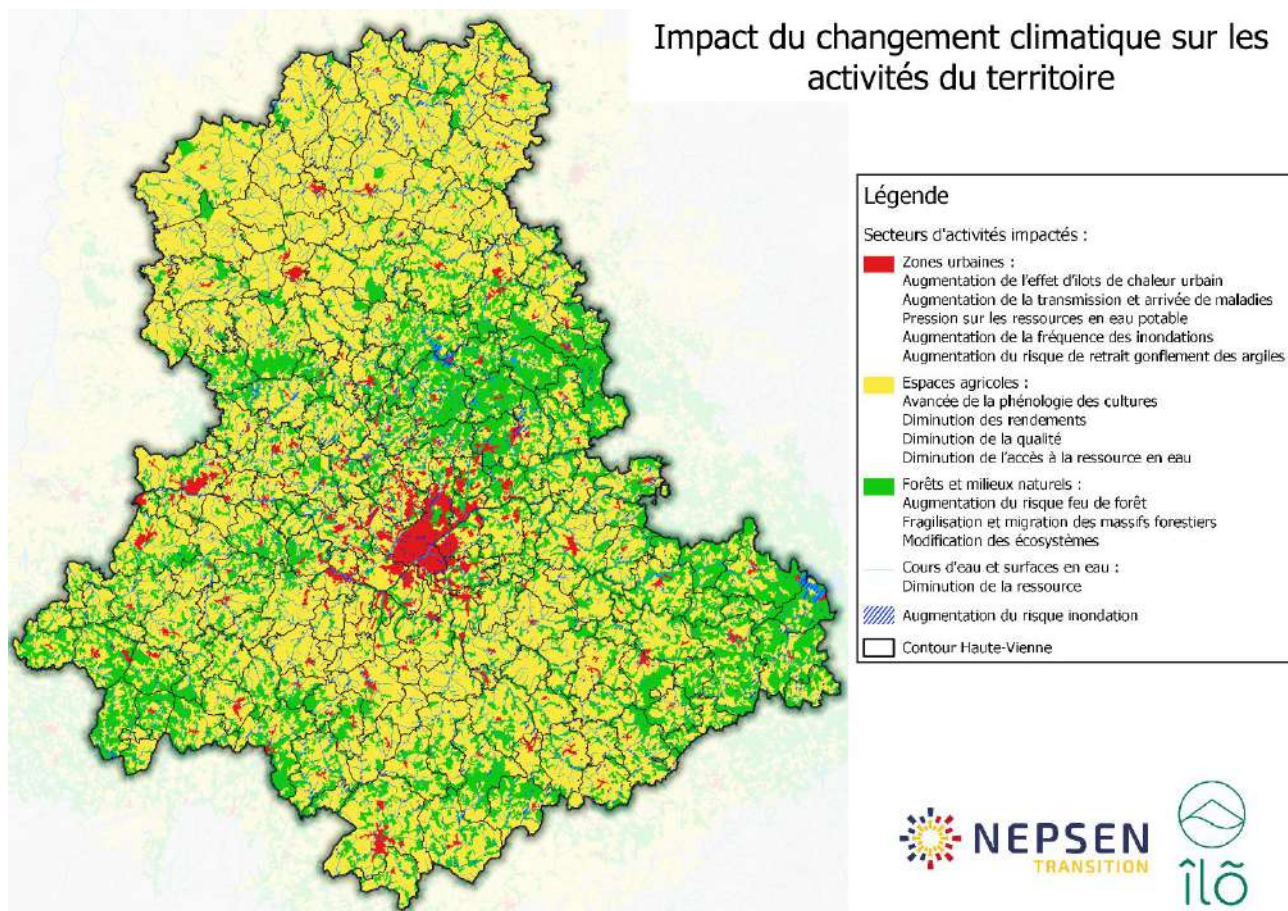 Impact du changement climatique sur les
activités du territoire
Légende
Secteurs d'activités impactés :
Zones urbaines :
Augmentation de l'effet d'ilots de chaleur urbain
Augmentation de la transmission et arrivée de maladies
Pression sur les ressources en eau potable
Augmentation de la fréquence des inondations
Augmentation du risque de retrait gonflement des argiles
Espaces agricoles :
Avancée de la phénologie des cultures
Diminution des rendements
Diminution de la qualité
Diminution de l'accès à la ressource en eau
Forêts et milieux naturels :
Augmentation du risque feu de forêt
Fragilisation et migration des massifs forestiers
Modification des écosystèmes
Cours d'eau et surfaces en eau :
Diminution de la ressource
Augmentation du risque inondation
Contour Haute-Vienne
NEPSEN
TRANSITION
îlõ